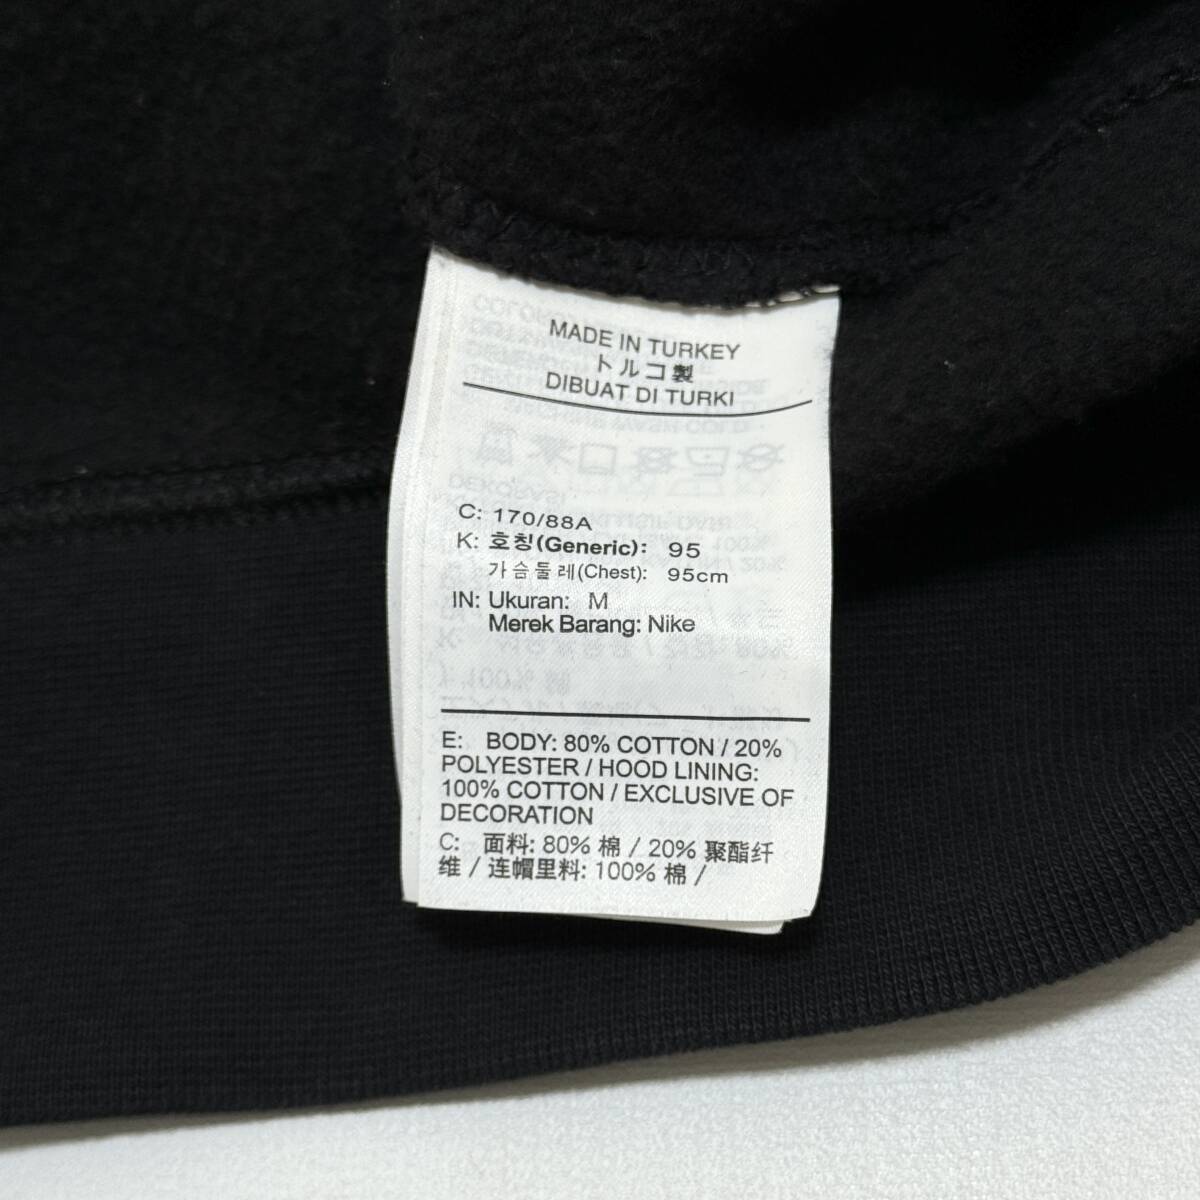 MADE IN TURKEY
トルコ製
DIBUAT DI TURKI
C: 170/88A
K: 호칭(Generic): 95
가슴둘레(Chest): 95cm
IN: Ukuran: M
Merek Barang: Nike
E: BODY: 80% COTTON / 20%
POLYESTER / HOOD LINING:
100% COTTON / EXCLUSIVE OF
DECORATION
C: 面料: 80% 棉 / 20% 聚酯纤
维 / 连帽里料: 100% 棉 /